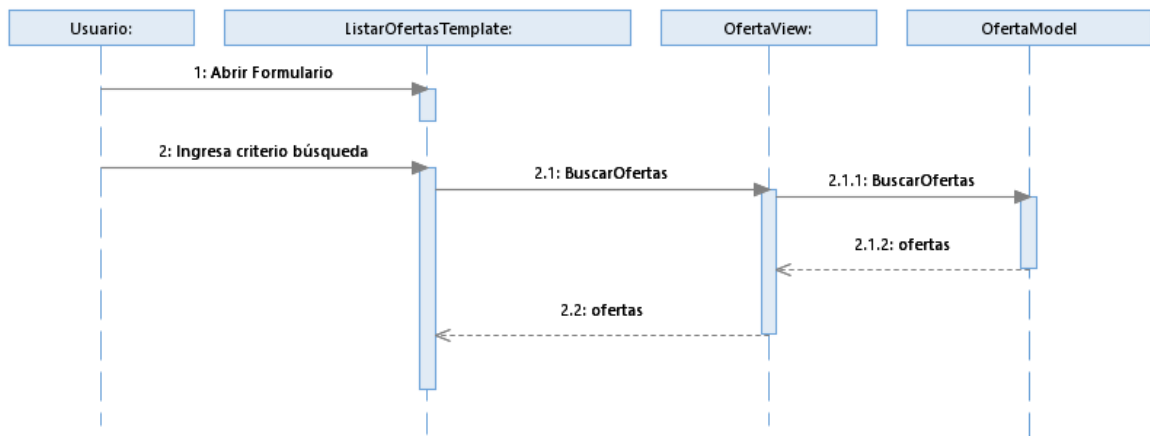 Usuario:
ListarOfertasTemplate:
OfertaView:
OfertaModel
1: Abrir Formulario
2: Ingresa criterio búsqueda
2.1: BuscarOfertas
2.1.1: BuscarOfertas
2.1.2: ofertas
2.2: ofertas